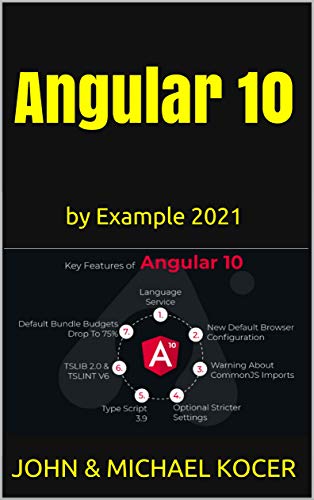 Angular 10
by Example 2021
Key Features of Angular 10
Language
Service
1.
2.
New Default Browser
Configuration
3.
Warning About
CommonJS Imports
4.
Optional Stricter
Settings
5.
Type Script
3.9
6.
TSLIB 2.0 &
TSLINT V6
7.
Default Bundle Budgets
Drop To 75%
A 10
JOHN & MICHAEL KOCER